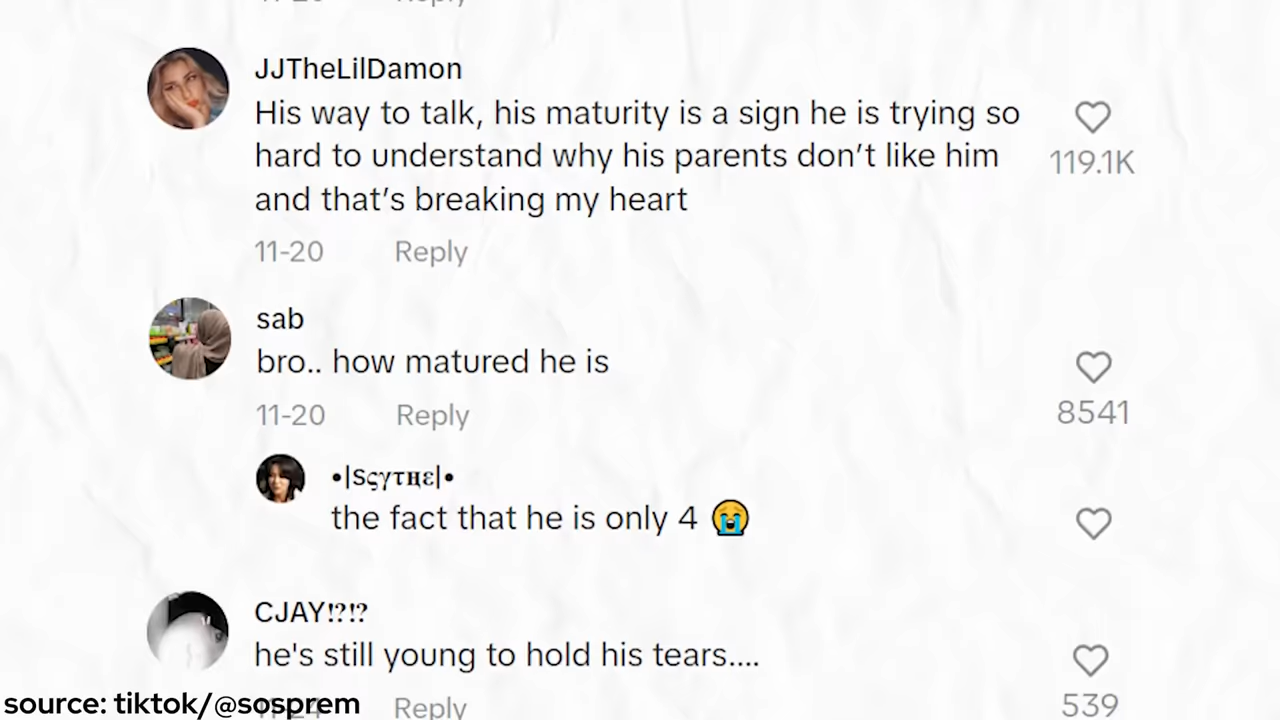 JJTheLilDamon
His way to talk, his maturity is a sign he is trying so
hard to understand why his parents don’t like him
and that’s breaking my heart
119.1K
11-20 Reply
sab
bro.. how matured he is
8541
11-20 Reply
•|Sςγτӊε|•
the fact that he is only 4 😭
CJAY!?!?
he's still young to hold his tears....
539
Reply
source: tiktok/@sosprem